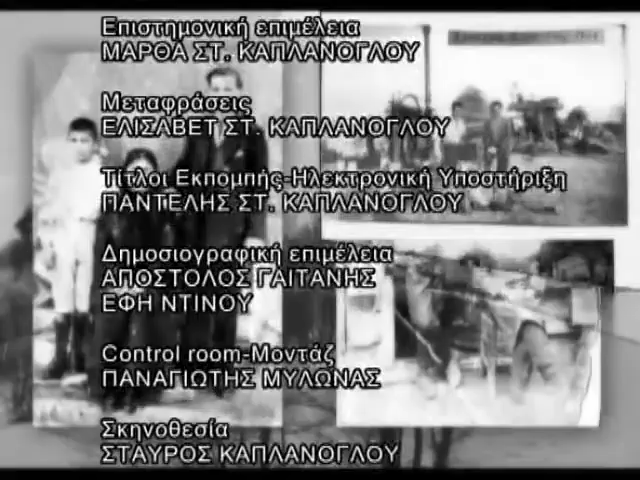 Επιστημονική επιμέλεια
ΜΑΡΘΑ ΣΤ. ΚΑΠΛΑΝΟΓΛΟΥ
Μεταφράσεις
ΕΛΙΣΑΒΕΤ ΣΤ. ΚΑΠΛΑΝΟΓΛΟΥ
Τίτλοι Εκπομπής-Ηλεκτρονική Υποστήριξη
ΠΑΝΤΕΛΗΣ ΣΤ. ΚΑΠΛΑΝΟΓΛΟΥ
Δημοσιογραφική επιμέλεια
ΑΠΟΣΤΟΛΟΣ ΓΑΙΤΑΝΗΣ
ΕΦΗ ΝΤΙΝΟΥ
Control room-Μοντάζ
ΠΑΝΑΓΙΩΤΗΣ ΜΥΛΩΝΑΣ
Σκηνοθεσία
ΣΤΑΥΡΟΣ ΚΑΠΛΑΝΟΓΛΟΥ